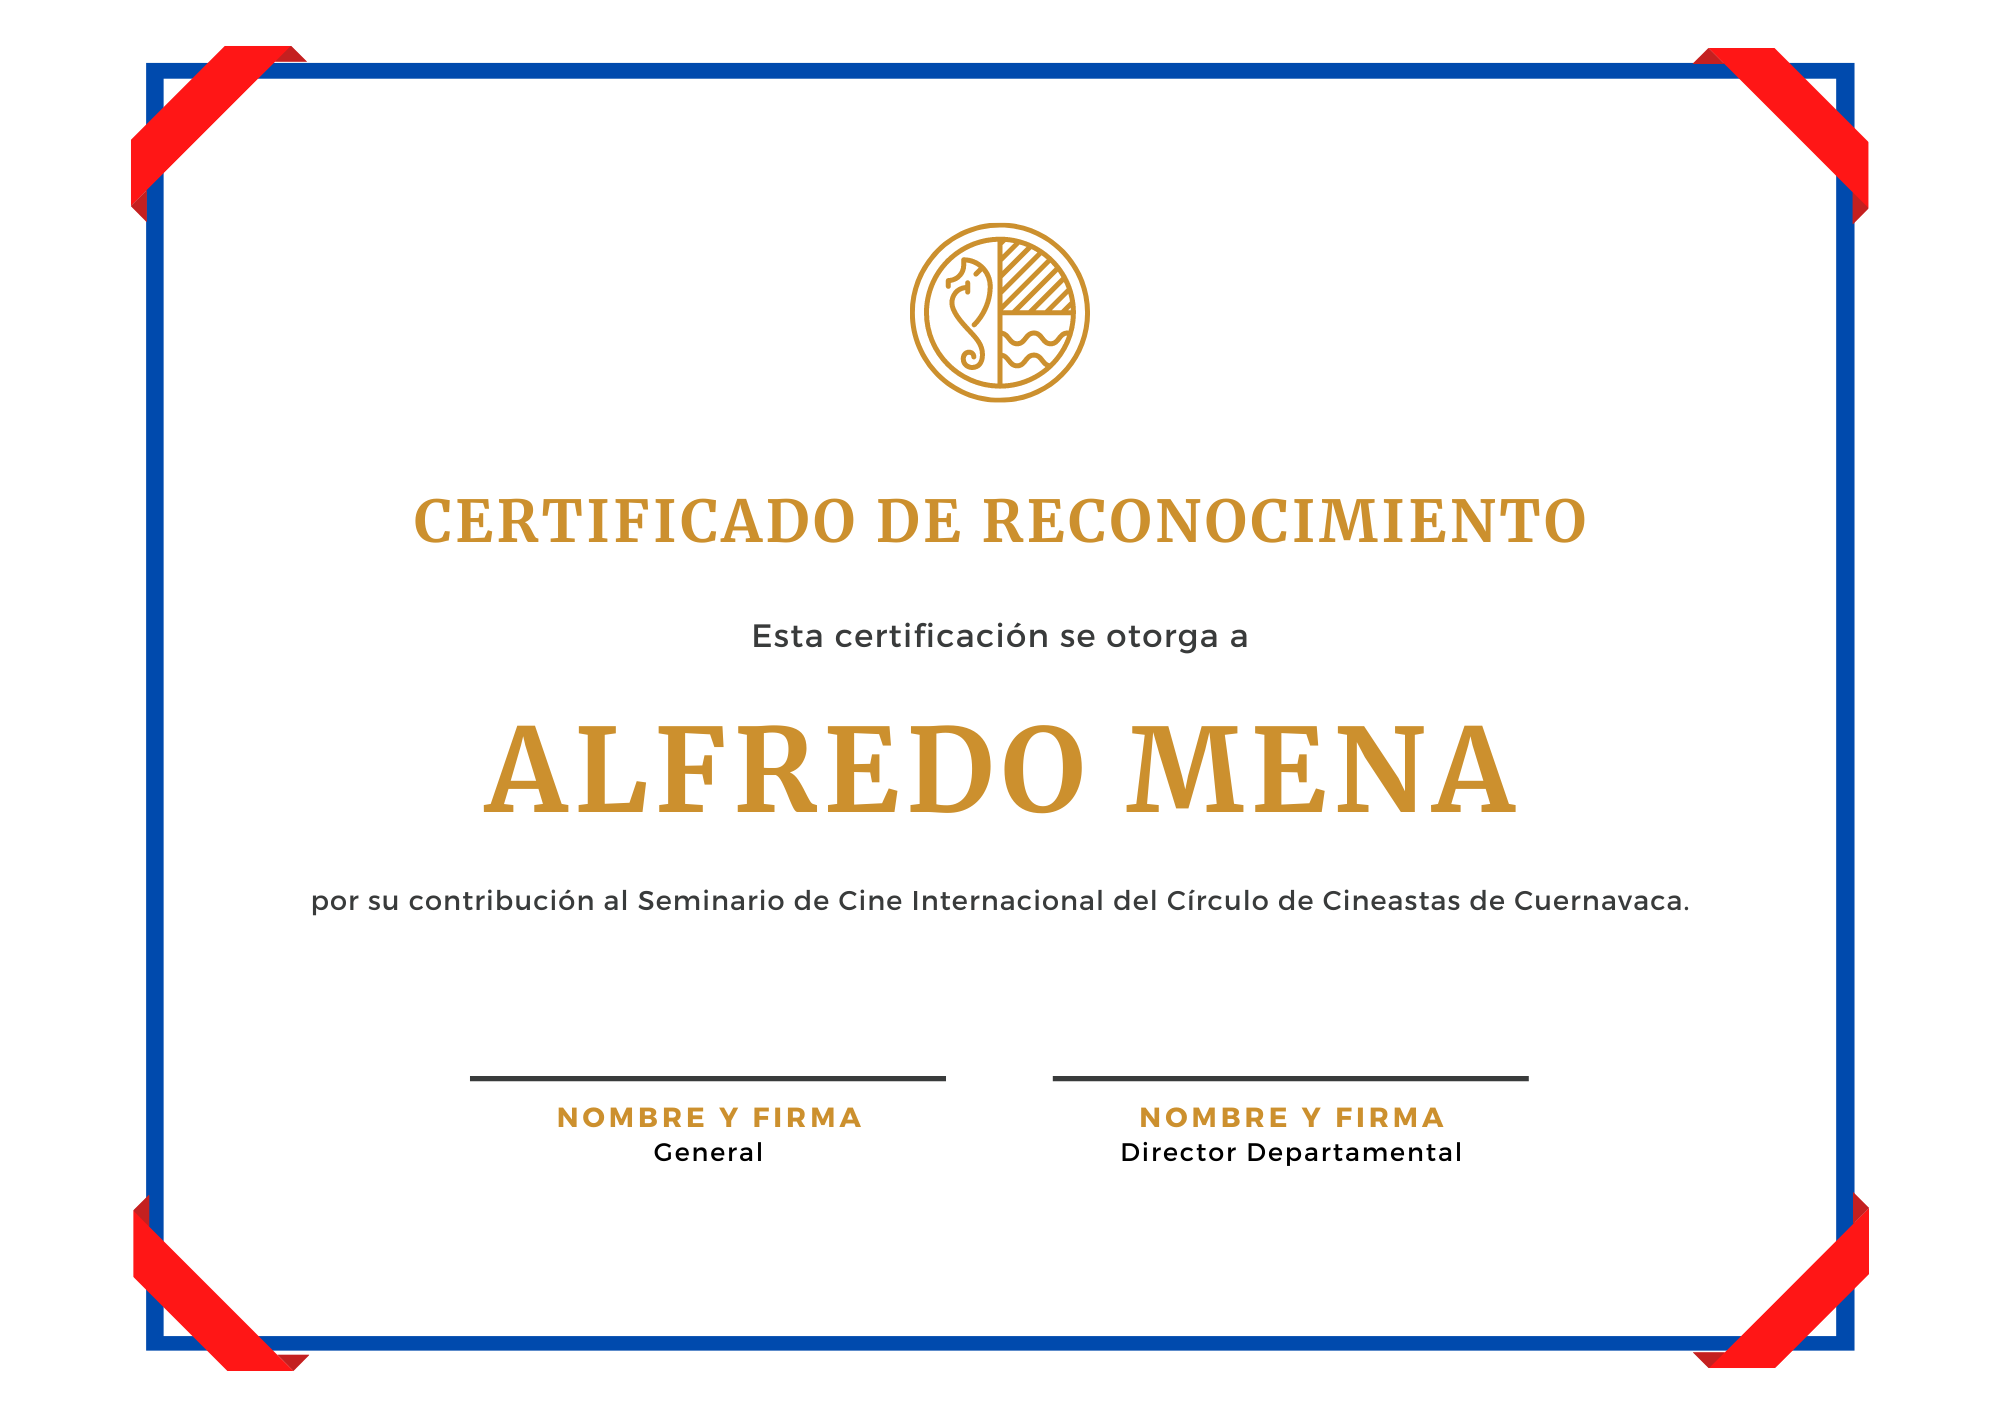 CERTIFICADO DE RECONOCIMIENTO
Esta certificación se otorga a
ALFREDO MENA
por su contribución al Seminario de Cine Internacional del Círculo de Cineastas de Cuernavaca.
NOMBRE Y FIRMA
General
NOMBRE Y FIRMA
Director Departamental